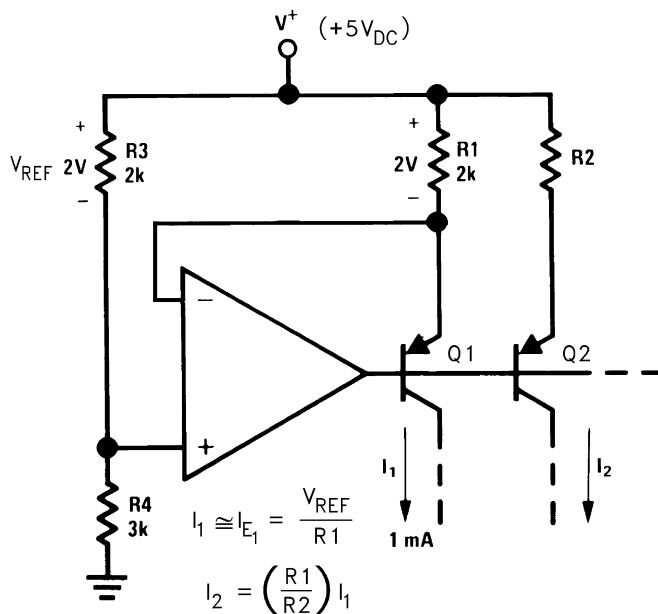 V+ (+5VDC)
+
R3
VREF 2V
2k
-
+
R1
2V
2k
-
R2
-
Q1
Q2
+
R4
3k
I1
1 mA
I2
I1 ≅ IE1 = VREF / R1
I2 = (R1 / R2) I1